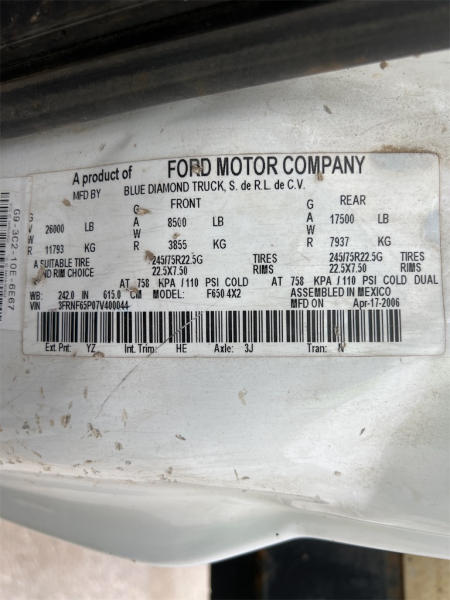 A product of FORD MOTOR COMPANY
MFD BY BLUE DIAMOND TRUCK, S. de R.L. de C.V.
G FRONT G REAR
G V W R 26000 LB A W R 8500 LB A W R 17500 LB
11793 KG 3855 KG 7937 KG
A SUITABLE TIRE 245/75R22.5G TIRES 245/75R22.5G TIRES
AND RIM CHOICE 22.5X7.50 RIMS 22.5X7.50 RIMS
AT 758 KPA / 110 PSI COLD AT 758 KPA / 110 PSI COLD DUAL
WB: 242.0 IN 615.0 CM MODEL: F650 4X2 ASSEMBLED IN MEXICO
VIN 3FRNF65P07V400044 MFD ON Apr-17-2006
Ext. Pnt: YZ Int. Trim: HE Axle: 3J Tran: N
G9-3C2-10E-6E67